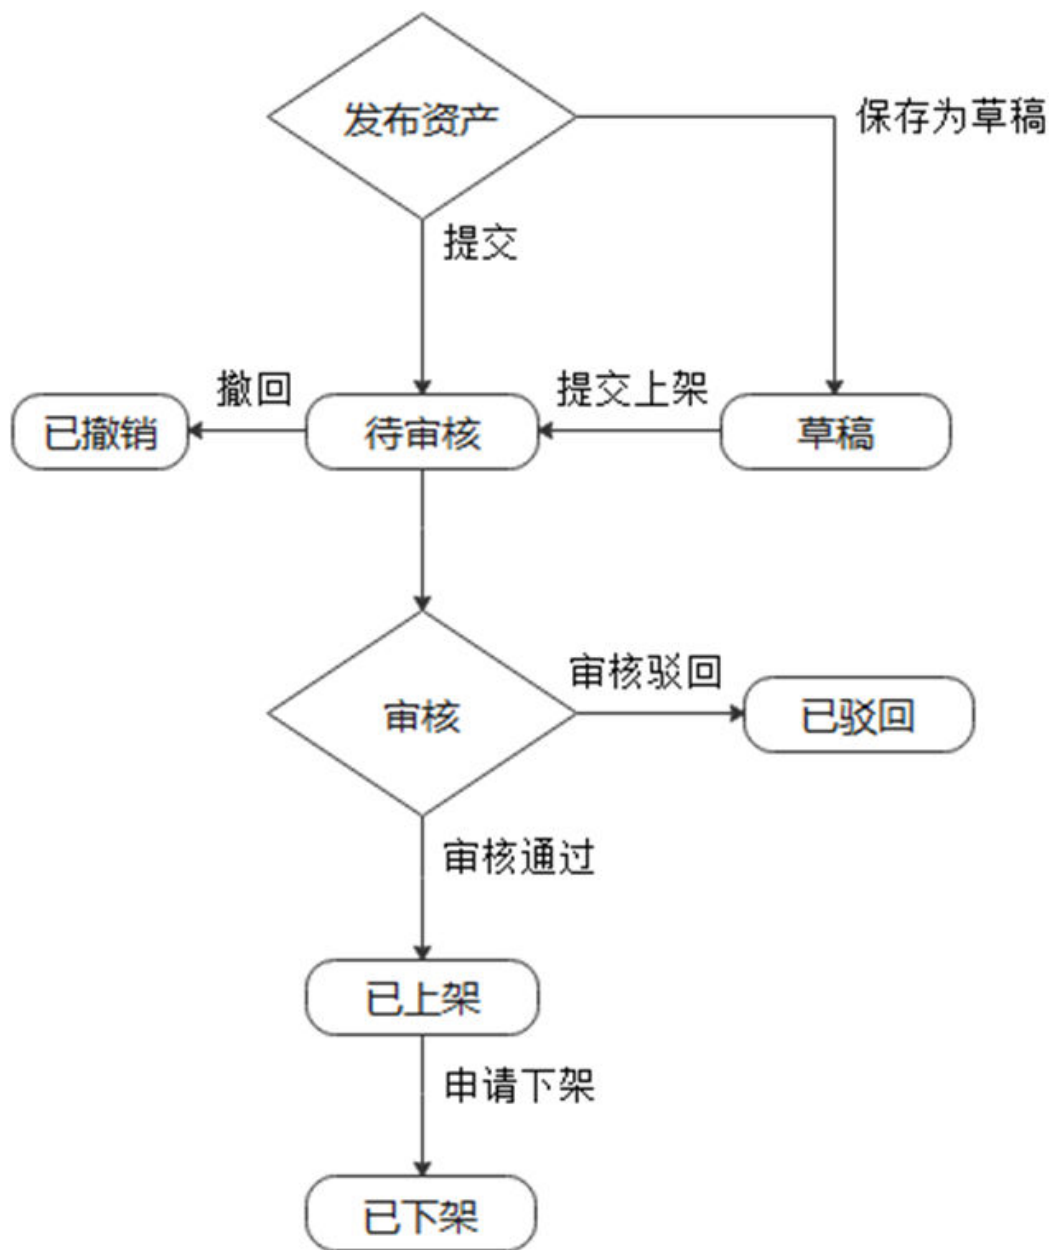 发布资产
保存为草稿
提交
撤回
提交上架
已撤销
待审核
草稿
审核驳回
审核
已驳回
审核通过
已上架
申请下架
已下架